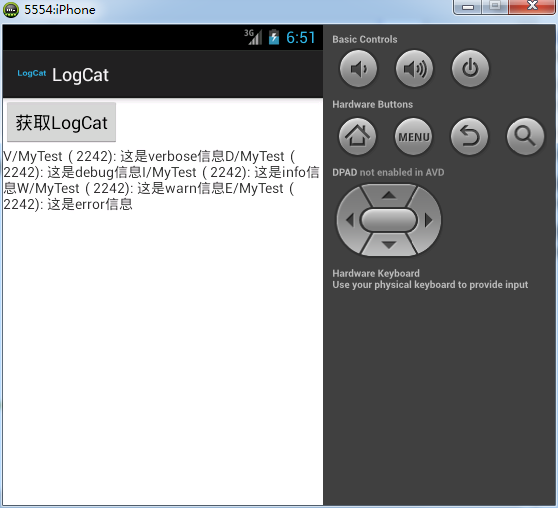 5554:iPhone
3G 6:51
LogCat LogCat
获取LogCat
V/MyTest ( 2242): 这是verbose信息D/MyTest (
2242): 这是debug信息I/MyTest ( 2242): 这是info信
息W/MyTest ( 2242): 这是warn信息E/MyTest (
2242): 这是error信息
Basic Controls
Hardware Buttons
MENU
DPAD not enabled in AVD
Hardware Keyboard
Use your physical keyboard to provide input